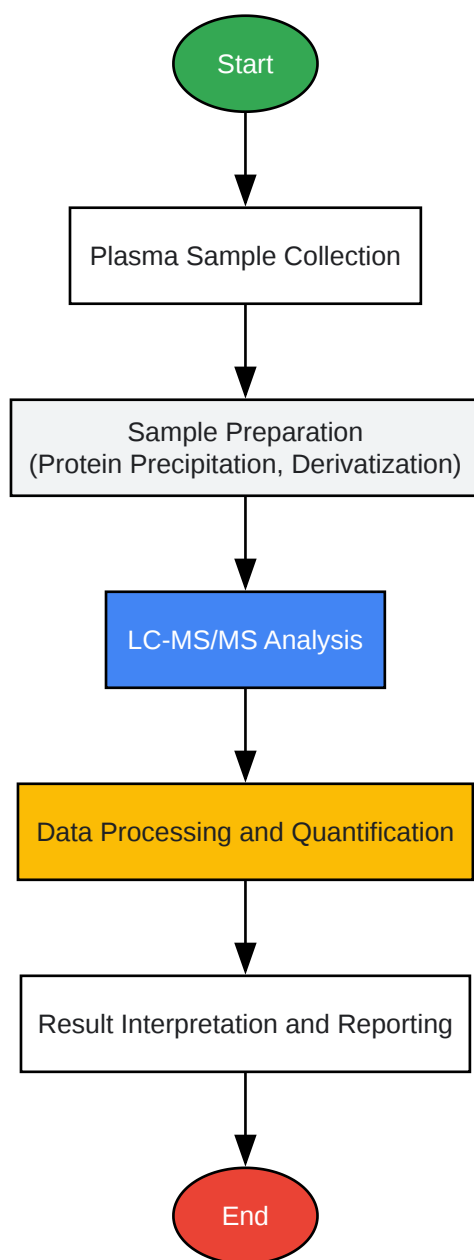 Start
Plasma Sample Collection
Sample Preparation
(Protein Precipitation, Derivatization)
LC-MS/MS Analysis
Data Processing and Quantification
Result Interpretation and Reporting
End